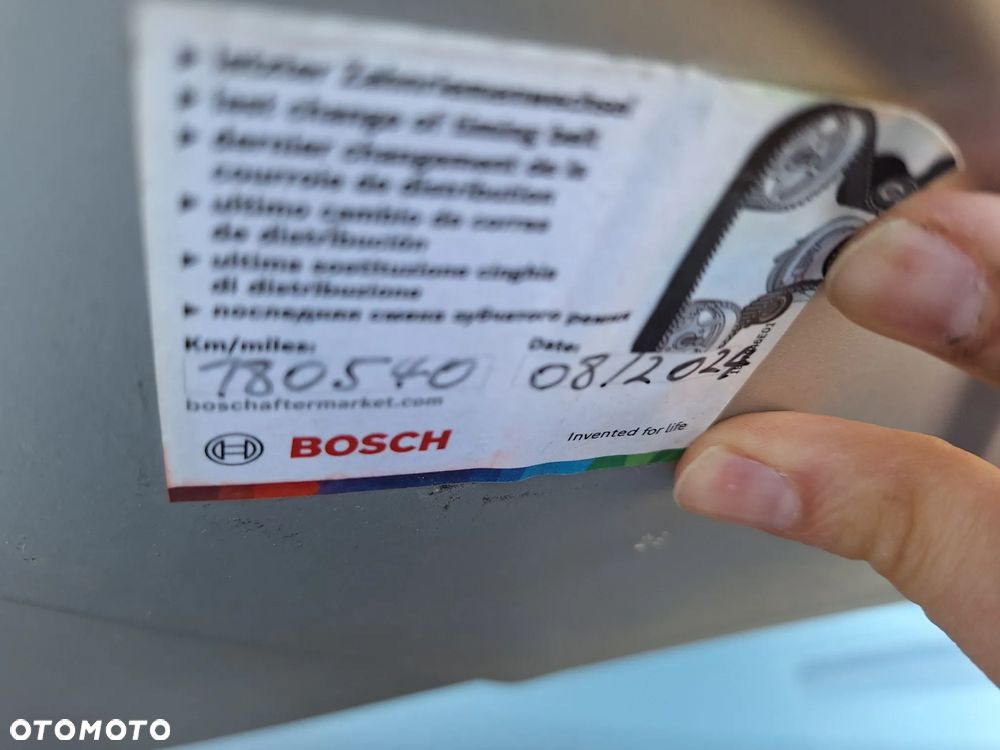 ▶ letzter Zahnriemenwechsel
▶ last change of timing belt
▶ dernier changement de la
courroie de distribution
▶ ultimo cambio de correa
de distribución
▶ ultima sostituzione cinghia
di distribuzione
▶ последняя смена зубчатого ремня
Km/miles: Date:
180540 08/2024
boschaftermarket.com
BOSCH
Invented for life
OTOMOTO